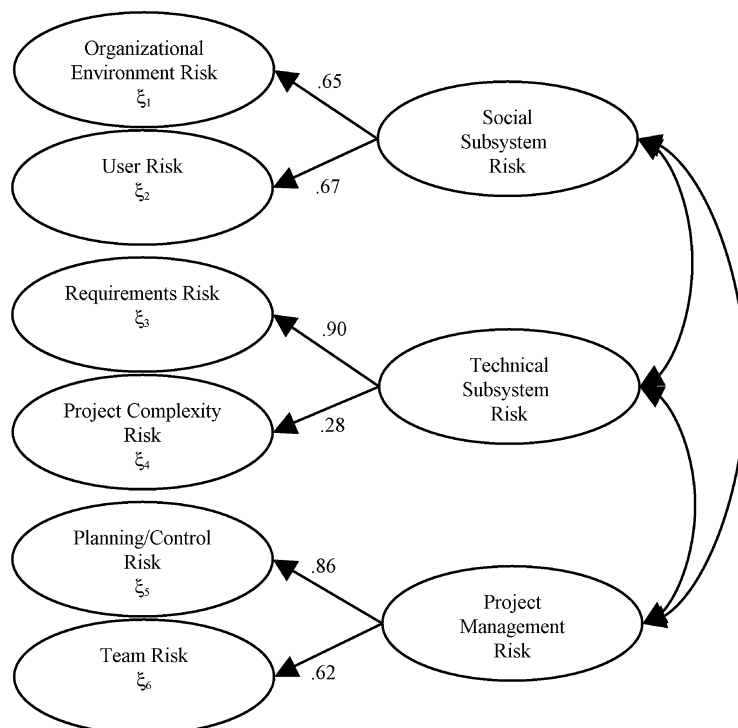 Organizational
Environment Risk
ξ₁
.65
Social
Subsystem
Risk
User Risk
ξ₂
.67
Requirements Risk
ξ₃
.90
Technical
Subsystem
Risk
Project Complexity
Risk
ξ₄
.28
Planning/Control
Risk
ξ₅
.86
Project
Management
Risk
Team Risk
ξ₆
.62